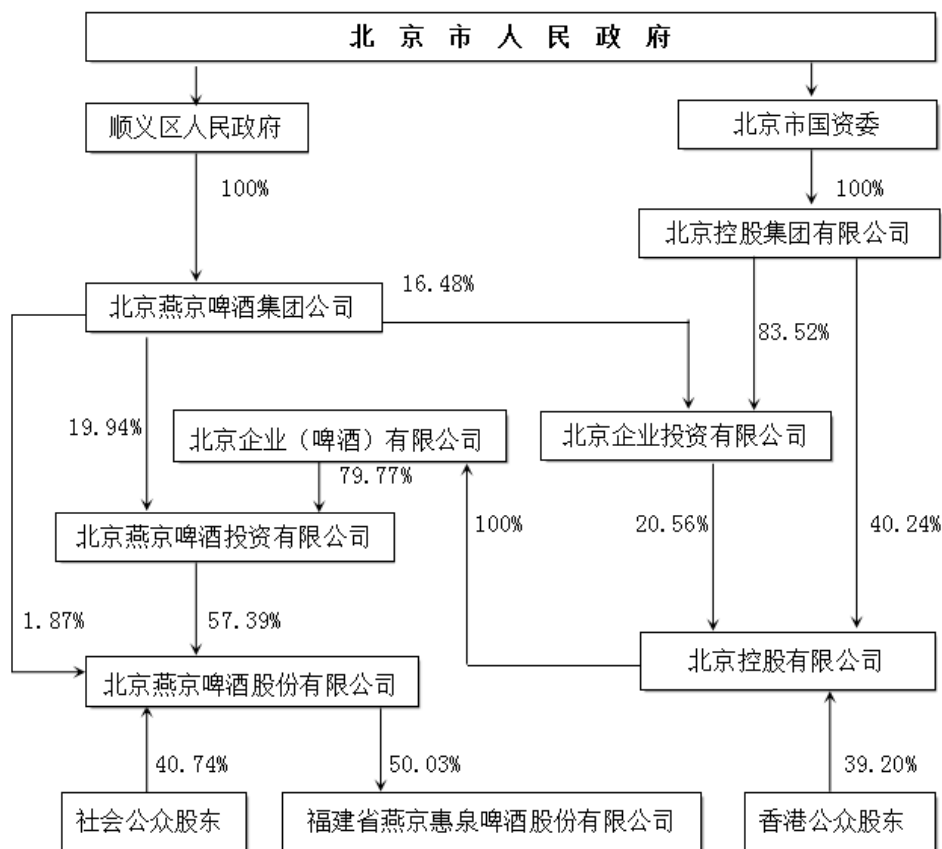 北京市人民政府
顺义区人民政府
北京市国资委
100%
100%
北京控股集团有限公司
16.48%
北京燕京啤酒集团公司
83.52%
19.94%
北京企业（啤酒）有限公司
北京企业投资有限公司
79.77%
北京燕京啤酒投资有限公司
100%
20.56%
40.24%
1.87%
57.39%
北京控股有限公司
北京燕京啤酒股份有限公司
40.74%
50.03%
39.20%
社会公众股东
福建省燕京惠泉啤酒股份有限公司
香港公众股东